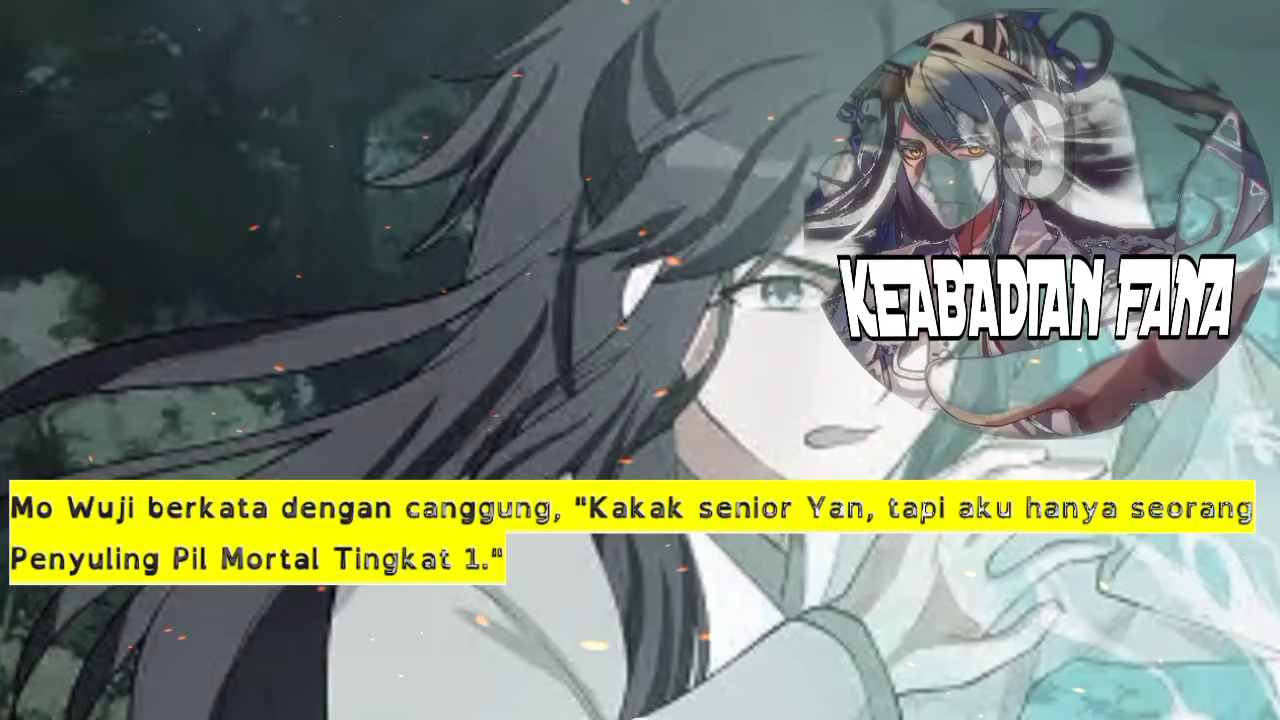 KEABADIAN FANA
Mo Wuji berkata dengan canggung, "Kakak senior Yan, tapi aku hanya seorang
Penyuling Pil Mortal Tingkat 1."